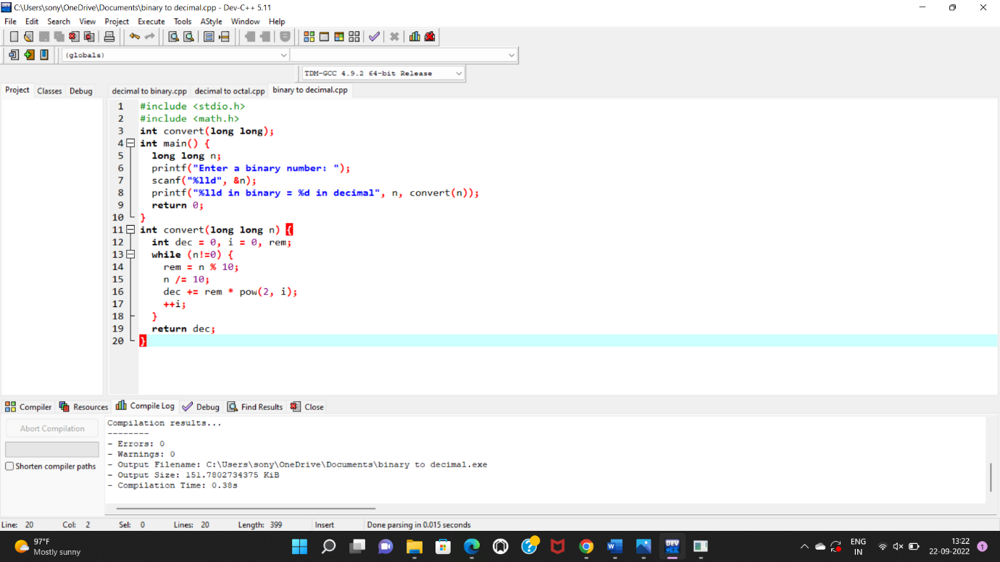 C:\Users\sony\OneDrive\Documents\binary to decimal.cpp - Dev-C++ 5.11
File Edit Search View Project Execute Tools AStyle Window Help
(globals)
TDM-GCC 4.9.2 64-bit Release
Project Classes Debug decimal to binary.cpp decimal to octal.cpp binary to decimal.cpp
1 #include <stdio.h>
2 #include <math.h>
3 int convert(long long);
4 int main() {
5 long long n;
6 printf("Enter a binary number: ");
7 scanf("%lld", &n);
8 printf("%lld in binary = %d in decimal", n, convert(n));
9 return 0;
10 }
11 int convert(long long n) {
12 int dec = 0, i = 0, rem;
13 while (n!=0) {
14 rem = n % 10;
15 n /= 10;
16 dec += rem * pow(2, i);
17 ++i;
18 }
19 return dec;
20 }
Compiler Resources Compile Log Debug Find Results Close
Abort Compilation
Shorten compiler paths
Compilation results...
--------
- Errors: 0
- Warnings: 0
- Output Filename: C:\Users\sony\OneDrive\Documents\binary to decimal.exe
- Output Size: 151.7802734375 KiB
- Compilation Time: 0.38s
Line: 20 Col: 2 Sel: 0 Lines: 20 Length: 399 Insert Done parsing in 0.015 seconds
97°F
Mostly sunny
DEV
ENG
IN
13:22
22-09-2022
1